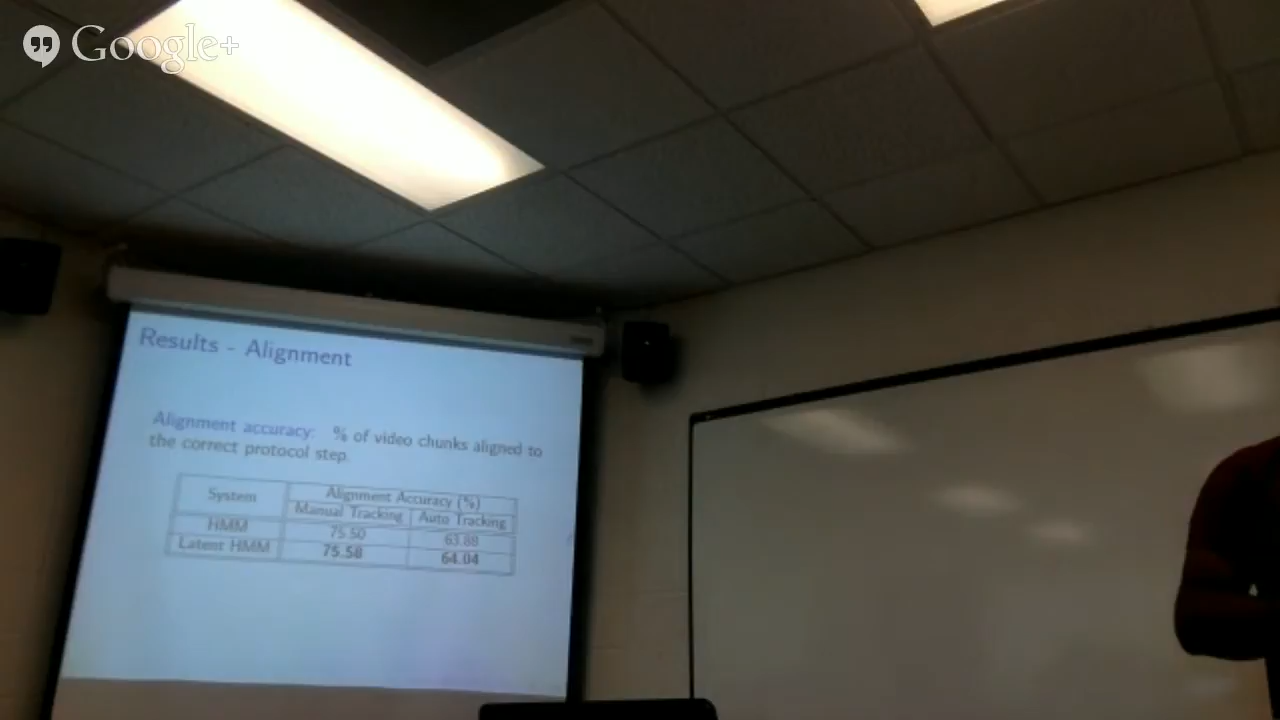 Google+
Results - Alignment
Alignment accuracy: % of video chunks aligned to
the correct protocol step
System Alignment Accuracy (%)
Manual Tracking Auto Tracking
HMM 75.50 63.88
Latent HMM 75.58 64.04